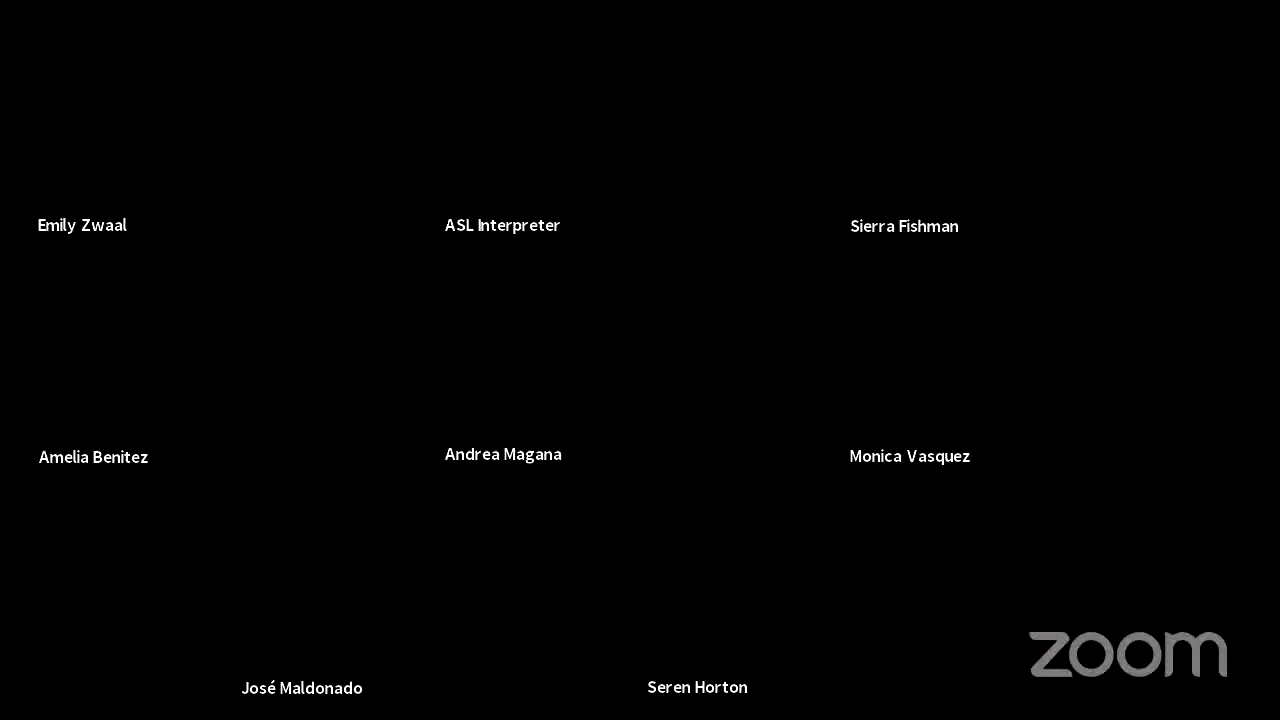 Emily Zwaal
ASL Interpreter
Sierra Fishman
Amelia Benitez
Andrea Magana
Monica Vasquez
José Maldonado
Seren Horton
zoom